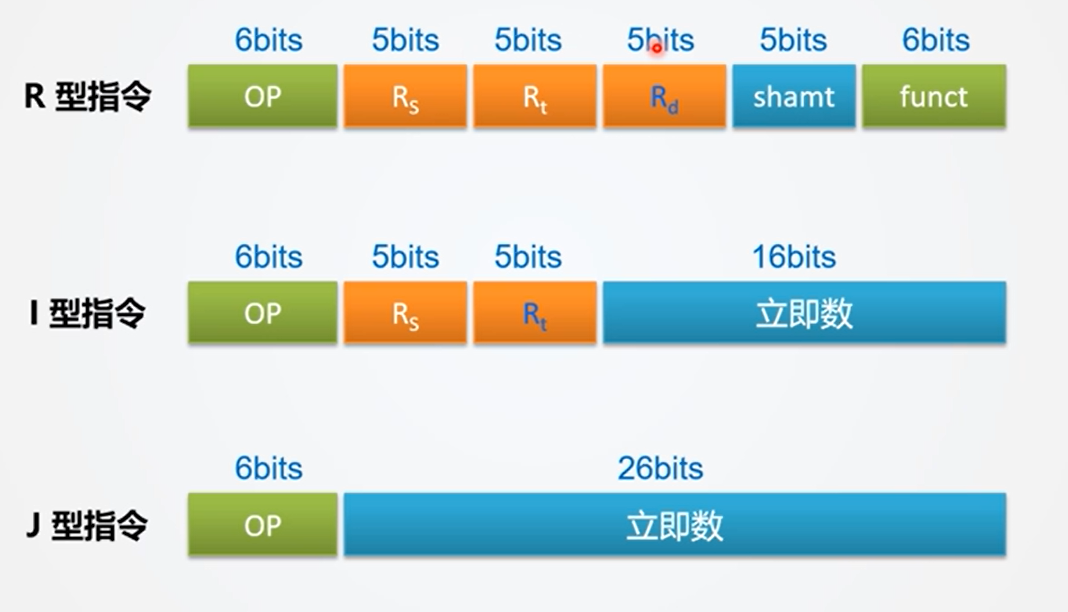 6bits 5bits 5bits 5bits 5bits 6bits
R 型指令 OP Rs Rt Rd shamt funct
6bits 5bits 5bits 16bits
I 型指令 OP Rs Rt 立即数
6bits 26bits
J 型指令 OP 立即数